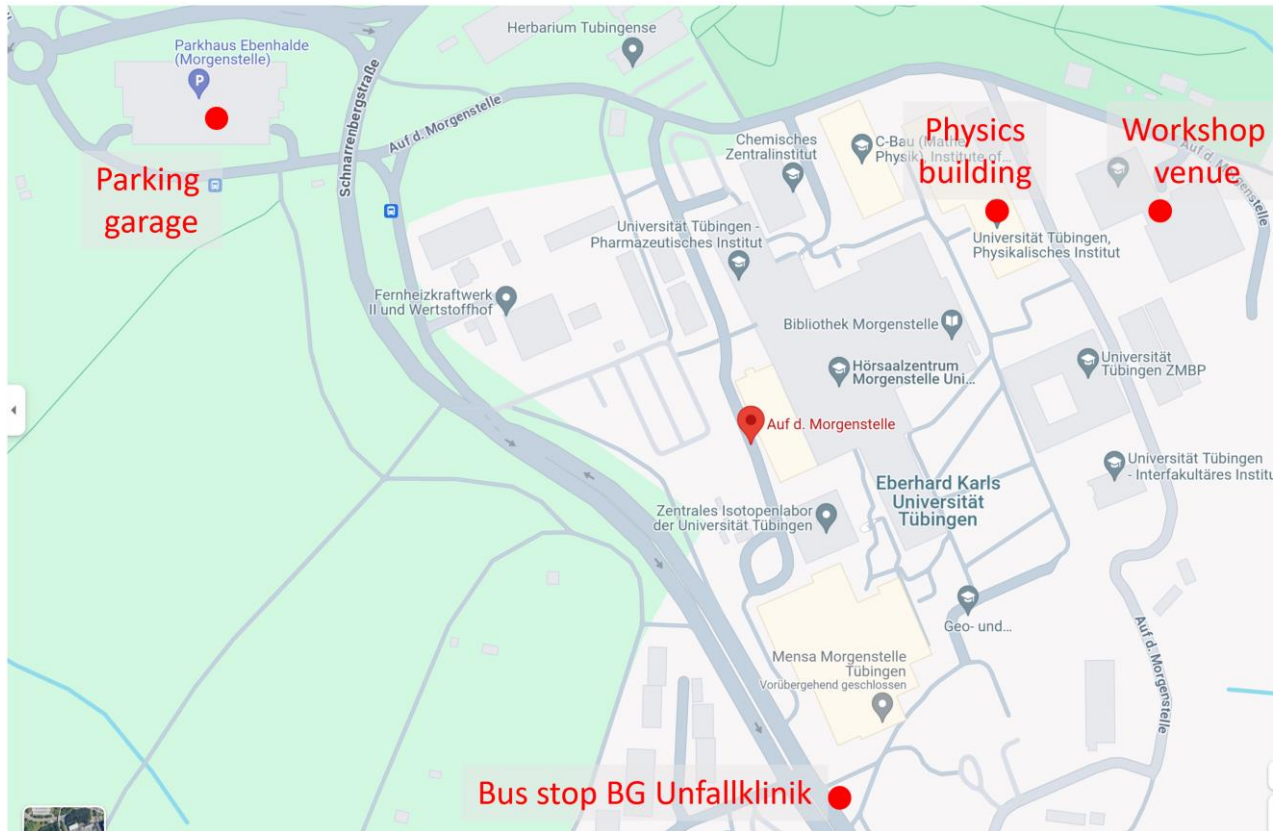 Herbarium Tubingense
Parkhaus Ebenhalde
(Morgenstelle)
P
Parking
garage
Schnarrenbergstraße
Auf d. Morgenstelle
Chemisches
Zentralinstitut
C-Bau (Mathe,
Physik), Institute of...
Physics
building
Workshop
venue
Auf d. Morgenstelle
Universität Tübingen -
Pharmazeutisches Institut
Universität Tübingen,
Physikalisches Institut
Fernheizkraftwerk
II und Wertstoffhof
Bibliothek Morgenstelle
Hörsaalzentrum
Morgenstelle Uni...
Universität
Tübingen ZMBP
Auf d. Morgenstelle
Universität Tübingen
- Interfakultäres Institu
Eberhard Karls
Universität
Tübingen
Zentrales Isotopenlabor
der Universität Tübingen
Geo- und...
Auf d. Morgenstelle
Mensa Morgenstelle
Tübingen
Vorübergehend geschlossen
Bus stop BG Unfallklinik